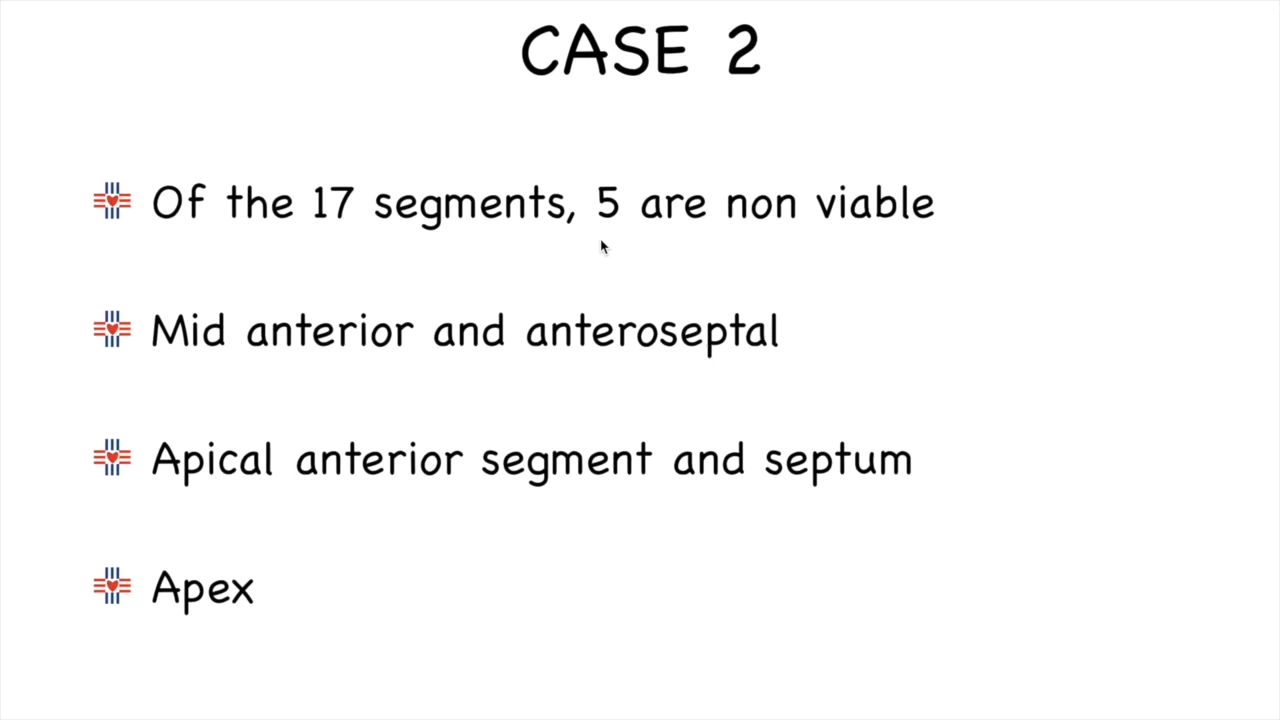 CASE 2
Of the 17 segments, 5 are non viable
Mid anterior and anteroseptal
Apical anterior segment and septum
Apex